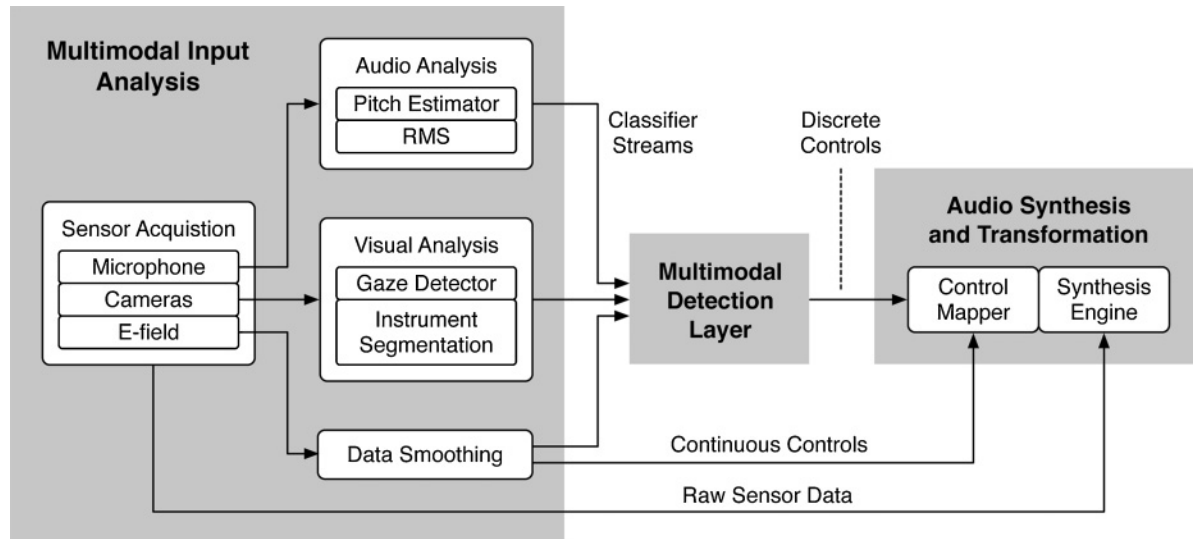 Multimodal Input
Analysis
Audio Analysis
Pitch Estimator
RMS
Sensor Acquistion
Microphone
Cameras
E-field
Visual Analysis
Gaze Detector
Instrument
Segmentation
Data Smoothing
Classifier
Streams
Discrete
Controls
Multimodal
Detection
Layer
Audio Synthesis
and Transformation
Control
Mapper
Synthesis
Engine
Continuous Controls
Raw Sensor Data